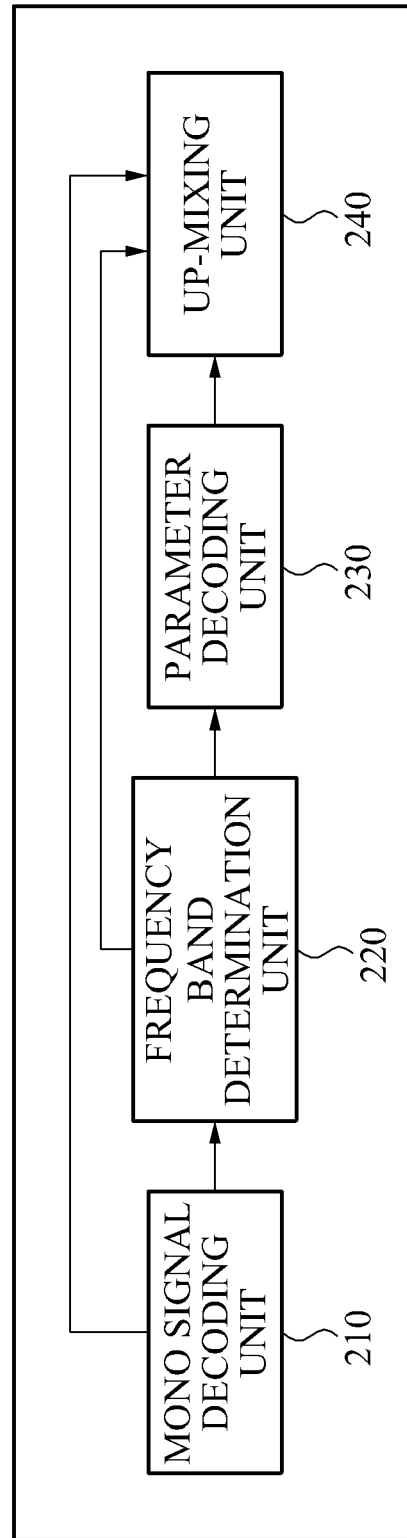 MONO SIGNAL
DECODING
UNIT
210
FREQUENCY
BAND
DETERMINATION
UNIT
220
PARAMETER
DECODING
UNIT
230
UP-MIXING
UNIT
240